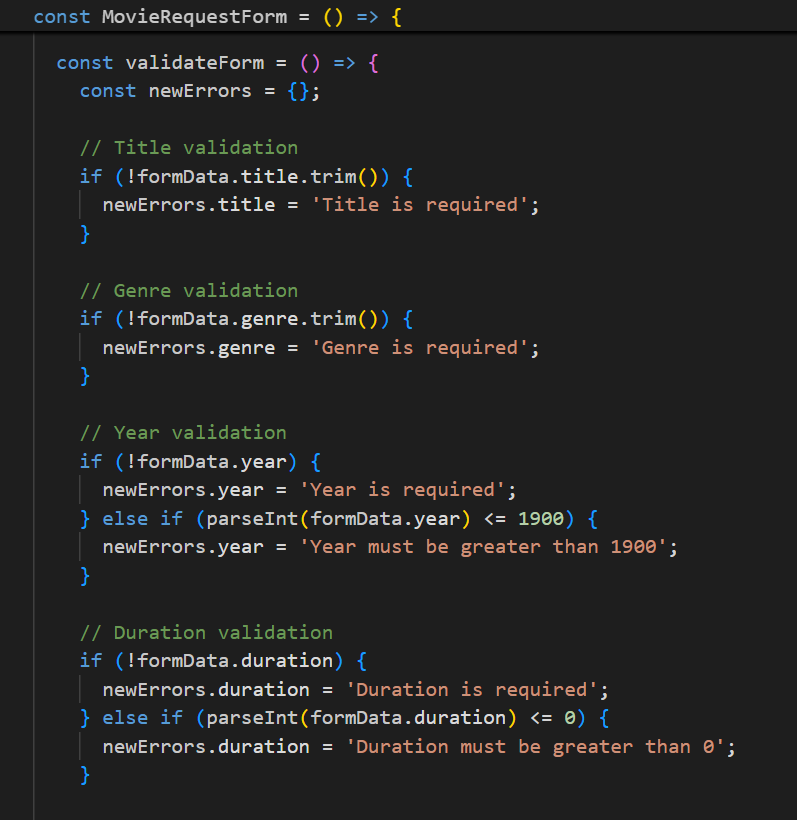 const MovieRequestForm = () => {
const validateForm = () => {
const newErrors = {};
// Title validation
if (!formData.title.trim()) {
newErrors.title = 'Title is required';
}
// Genre validation
if (!formData.genre.trim()) {
newErrors.genre = 'Genre is required';
}
// Year validation
if (!formData.year) {
newErrors.year = 'Year is required';
} else if (parseInt(formData.year) <= 1900) {
newErrors.year = 'Year must be greater than 1900';
}
// Duration validation
if (!formData.duration) {
newErrors.duration = 'Duration is required';
} else if (parseInt(formData.duration) <= 0) {
newErrors.duration = 'Duration must be greater than 0';
}